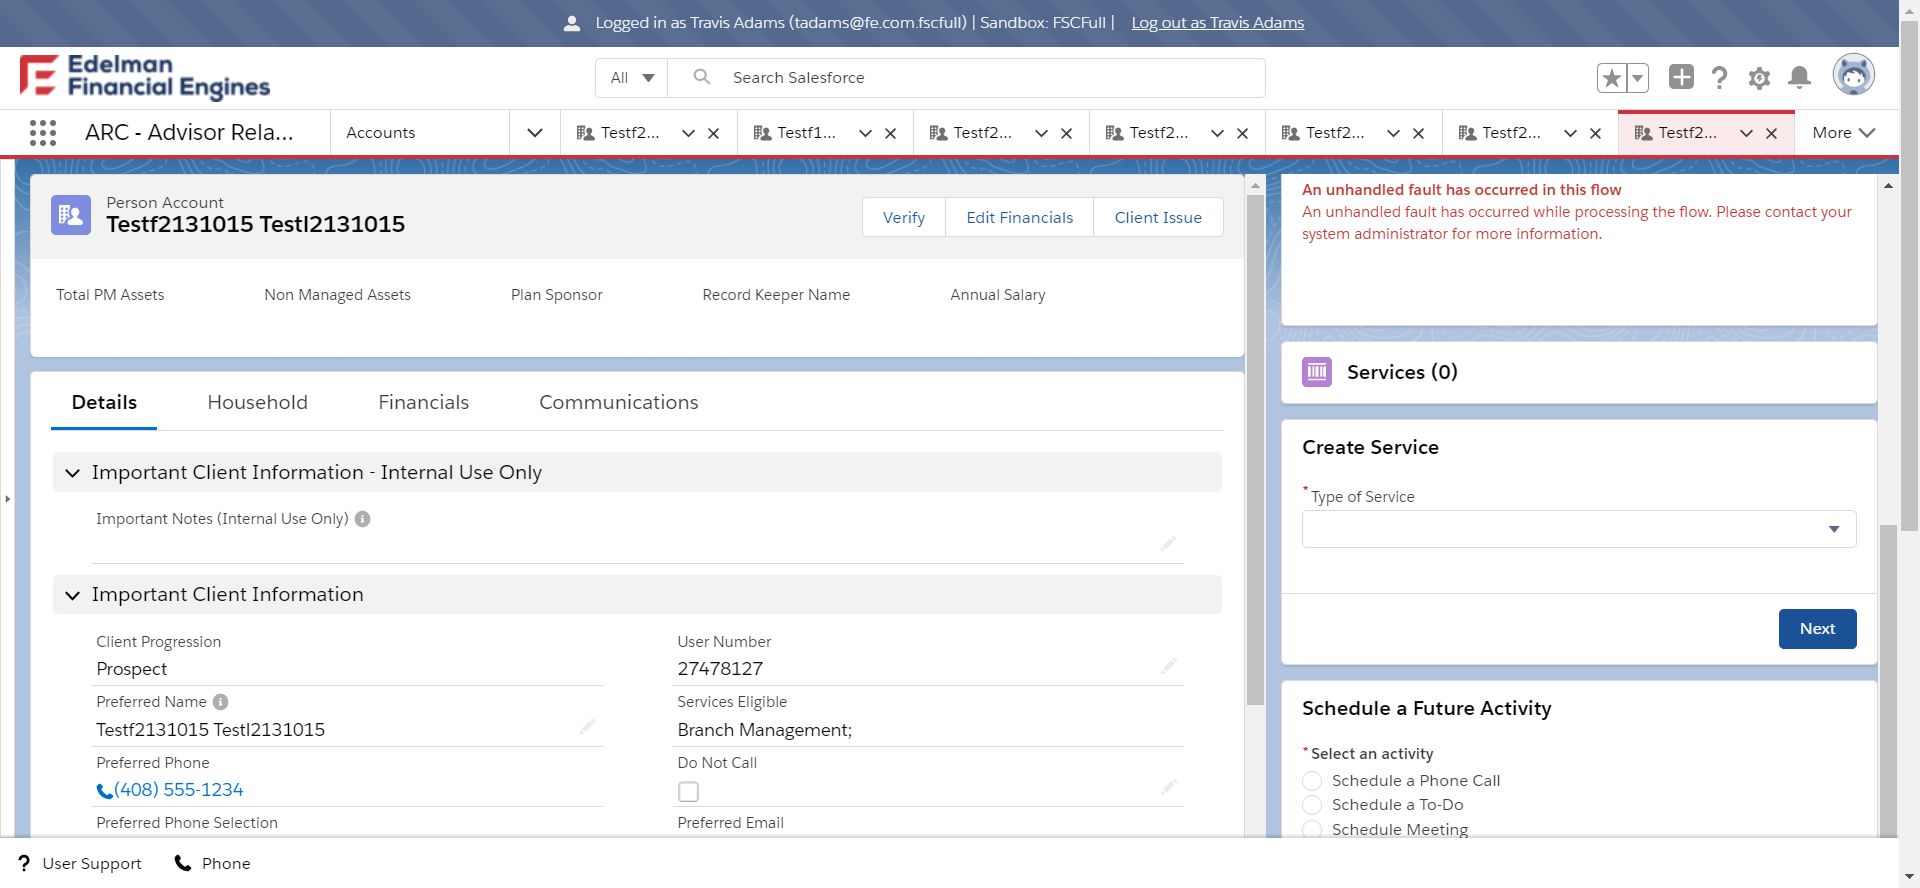 Logged in as Travis Adams (tadams@fe.com.fscfull) | Sandbox: FSCFull | Log out as Travis Adams
Edelman
Financial Engines
All
Search Salesforce
ARC - Advisor Rela...
Accounts
Testf2...
Testf1...
Testf2...
Testf2...
Testf2...
Testf2...
Testf2...
More
Person Account
Testf2131015 Testl2131015
Verify
Edit Financials
Client Issue
Total PM Assets
Non Managed Assets
Plan Sponsor
Record Keeper Name
Annual Salary
Details
Household
Financials
Communications
Important Client Information - Internal Use Only
Important Notes (Internal Use Only)
Important Client Information
Client Progression
Prospect
User Number
27478127
Preferred Name
Testf2131015 Testl2131015
Services Eligible
Branch Management;
Preferred Phone
(408) 555-1234
Do Not Call
Preferred Phone Selection
Preferred Email
An unhandled fault has occurred in this flow
An unhandled fault has occurred while processing the flow. Please contact your
system administrator for more information.
Services (0)
Create Service
* Type of Service
Next
Schedule a Future Activity
* Select an activity
Schedule a Phone Call
Schedule a To-Do
Schedule Meeting
? User Support
Phone